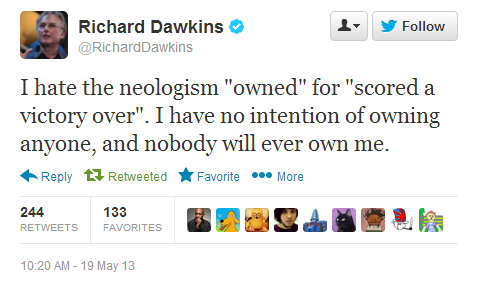 Richard Dawkins
@RichardDawkins
Follow
I hate the neologism "owned" for "scored a
victory over". I have no intention of owning
anyone, and nobody will ever own me.
Reply Retweeted Favorite More
244 133
RETWEETS FAVORITES
10:20 AM - 19 May 13